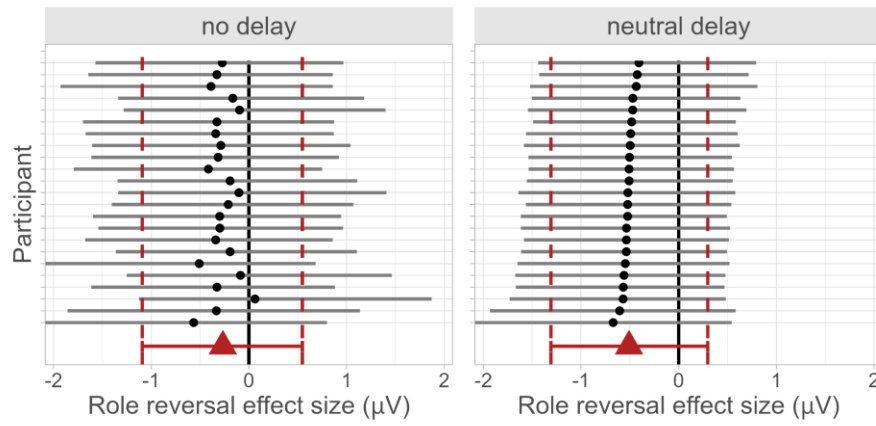 no delay
neutral delay
Participant
-2 -1 0 1 2
-2 -1 0 1 2
Role reversal effect size (μV)
Role reversal effect size (μV)